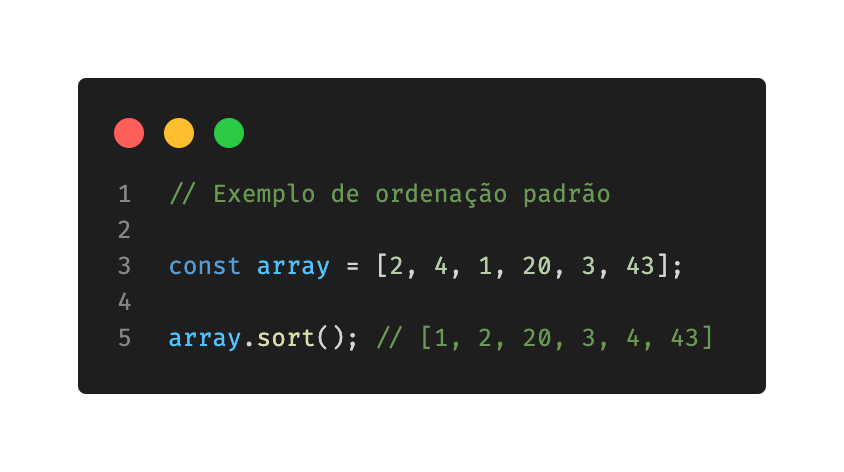 1 // Exemplo de ordenação padrão
2
3 const array = [2, 4, 1, 20, 3, 43];
4
5 array.sort(); // [1, 2, 20, 3, 4, 43]